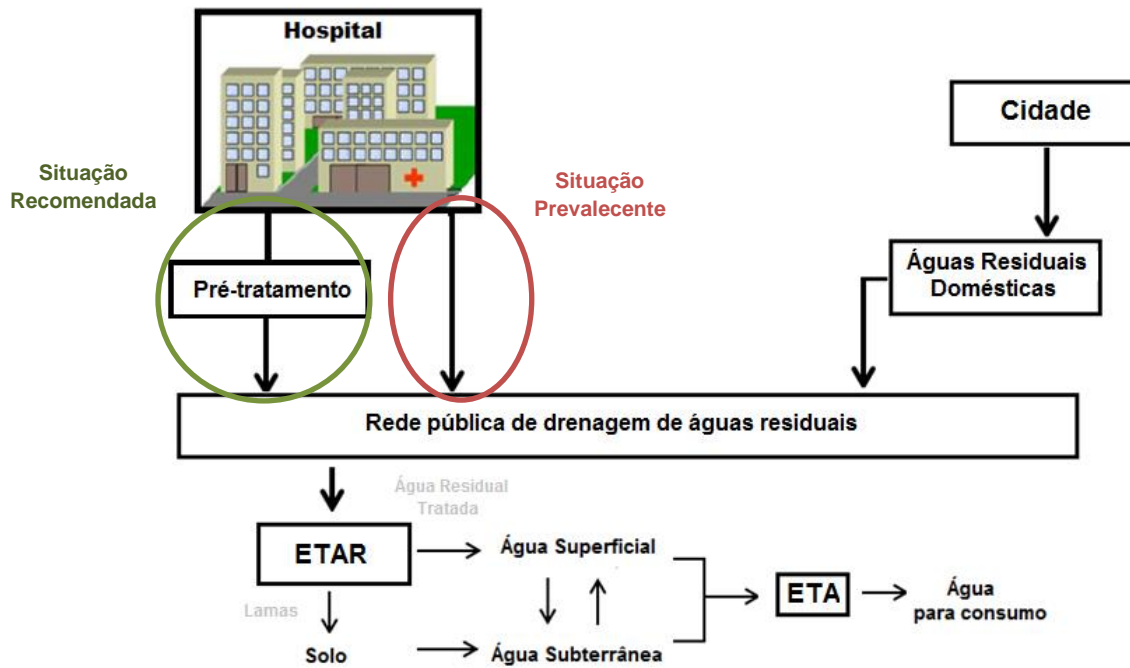 Hospital
Cidade
Situação
Recomendada
Situação
Prevalecente
Pré-tratamento
Águas Residuais
Domésticas
Rede pública de drenagem de águas residuais
Água Residual
Tratada
ETAR
Água Superficial
ETA
Água
para consumo
Lamas
Solo
Água Subterrânea